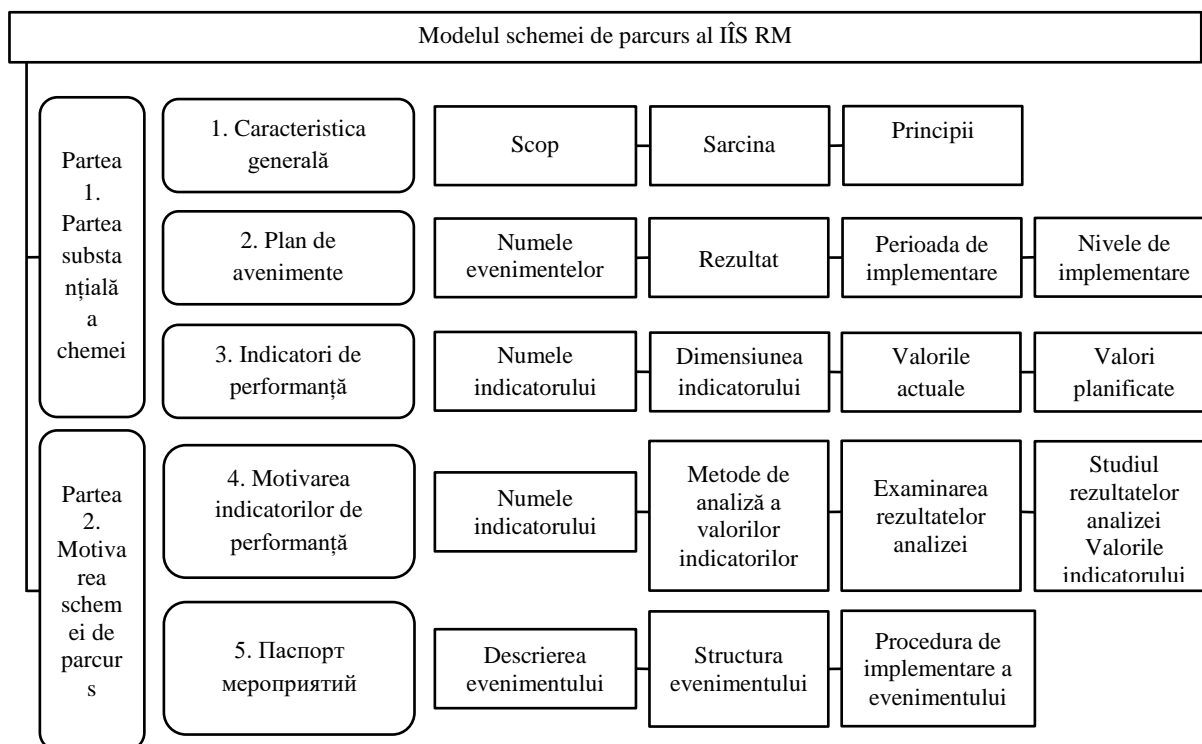 Modelul schemei de parcurs al IÎS RM
Partea
1.
Partea
substa
nțială
a
chemei
1. Caracteristica
generală
Scop
Sarcina
Principii
2. Plan de
avenimente
Numele
evenimentelor
Rezultat
Perioada de
implementare
Nivele de
implementare
3. Indicatori de
performanță
Numele
indicatorului
Dimensiunea
indicatorului
Valorile
actuale
Valori
planificate
Partea
2.
Motiva
rea
schem
ei de
parcur
s
4. Motivarea
indicatorilor de
performanță
Numele
indicatorului
Metode de
analiză a
valorilor
indicatorilor
Examinarea
rezultatelor
analizei
Studiul
rezultatelor
analizei
Valorile
indicatorului
5. Паспорт
мероприятий
Descrierea
evenimentului
Structura
evenimentului
Procedura de
implementare a
evenimentului